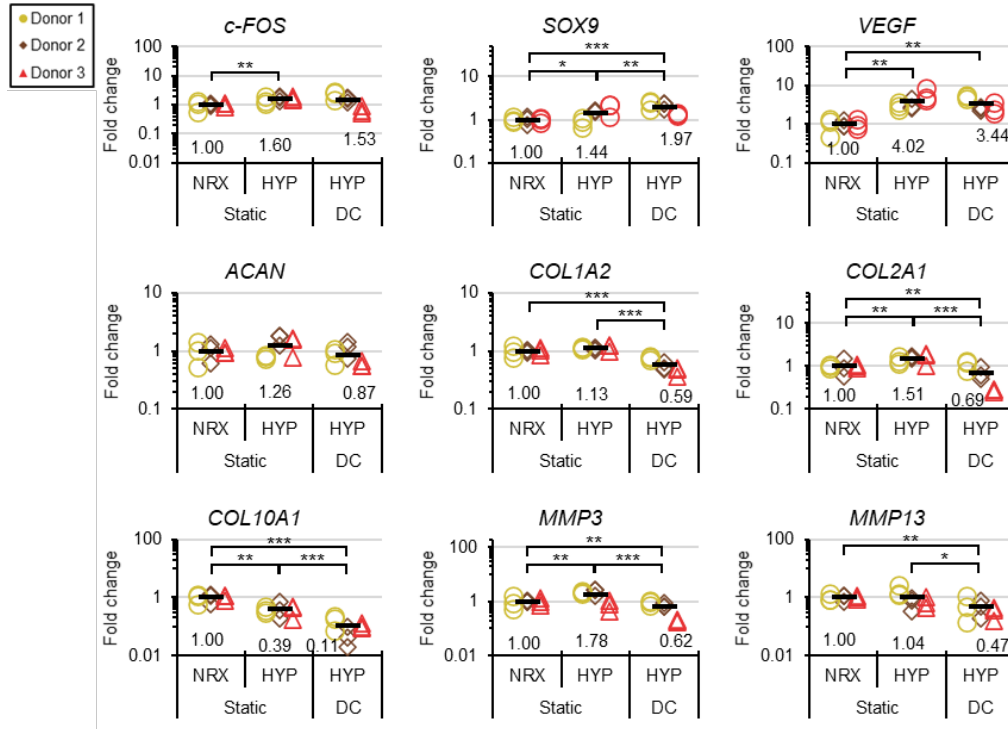 Donor 1
Donor 2
Donor 3
c-FOS
Fold change
100
10
1
0.1
0.01
**
1.00
1.60
1.53
NRX
HYP
HYP
Static
DC
SOX9
Fold change
100
10
1
0.1
***
*
**
1.00
1.44
1.97
NRX
HYP
HYP
Static
DC
VEGF
Fold change
100
10
1
0.1
**
**
1.00
4.02
3.44
NRX
HYP
HYP
Static
DC
ACAN
Fold change
10
1
0.1
1.00
1.26
0.87
NRX
HYP
HYP
Static
DC
COL1A2
Fold change
10
1
0.1
***
***
1.00
1.13
0.59
NRX
HYP
HYP
Static
DC
COL2A1
Fold change
10
1
0.1
**
**
***
1.00
1.51
0.69
NRX
HYP
HYP
Static
DC
COL10A1
Fold change
100
1
0.01
***
**
***
1.00
0.39
0.11
NRX
HYP
HYP
Static
DC
MMP3
Fold change
100
1
0.01
**
**
***
1.00
1.78
0.62
NRX
HYP
HYP
Static
DC
MMP13
Fold change
100
1
0.01
**
*
1.00
1.04
0.47
NRX
HYP
HYP
Static
DC